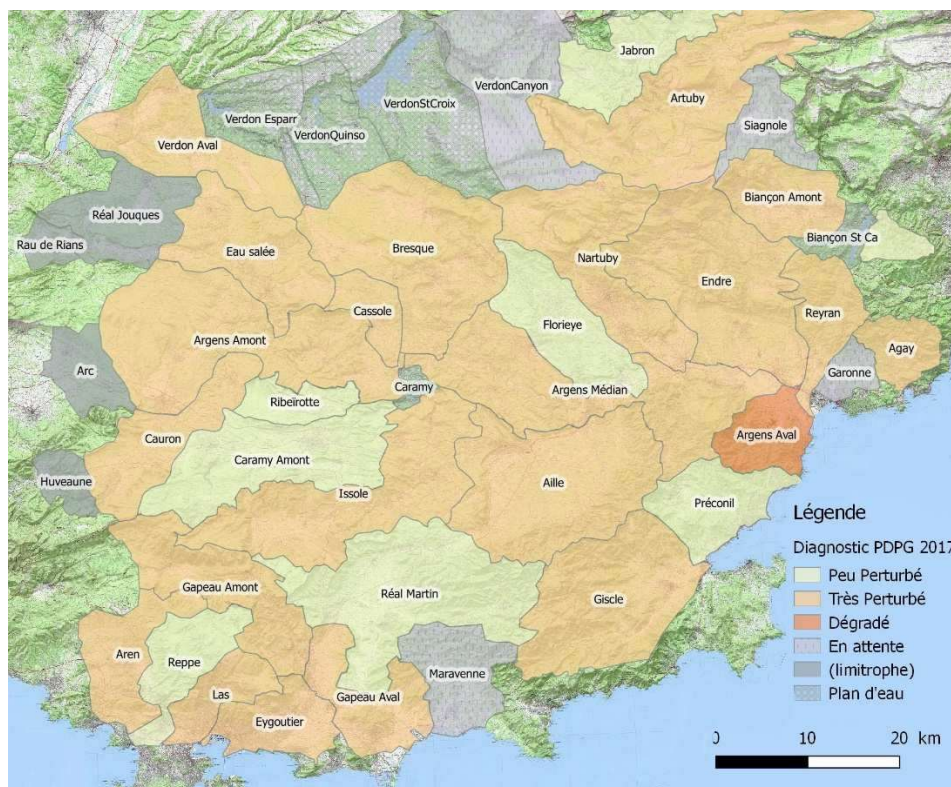 Jabron
VerdonCanyon
Artuby
VerdonStCroix
Verdon Esparr
Siagnole
VerdonQuinso
Verdon Aval
Biançon Amont
Réal Jouques
Biançon St Ca
Rau de Rians
Eau salée
Bresque
Nartuby
Endre
Cassole
Reyran
Florieye
Argens Amont
Agay
Arc
Garonne
Caramy
Argens Médian
Ribeïrotte
Argens Aval
Cauron
Caramy Amont
Huveaune
Aille
Issole
Préconil
Gapeau Amont
Réal Martin
Giscle
Aren
Reppe
Maravenne
Las
Gapeau Aval
Eygoutier
Légende
Diagnostic PDPG 2017
Peu Perturbé
Très Perturbé
Dégradé
En attente
(limitrophe)
Plan d'eau
0 10 20 km